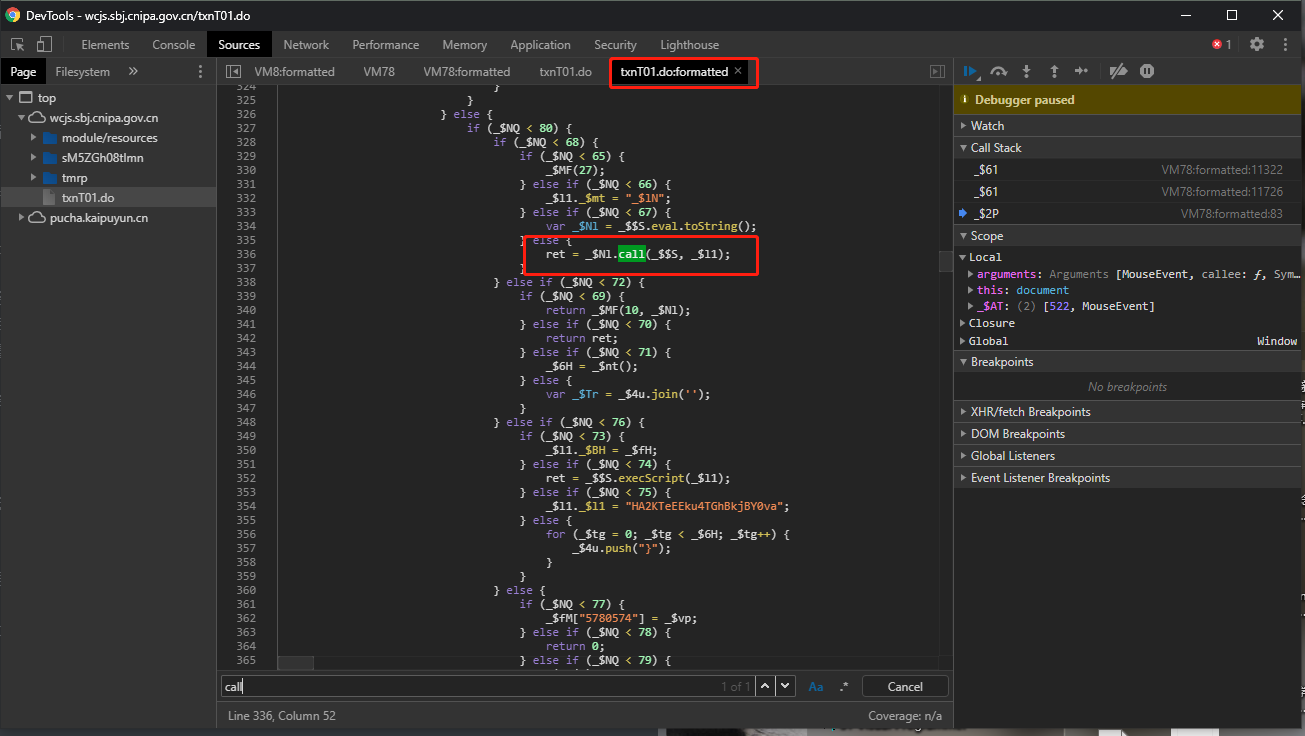 DevTools - wcjs.sbj.cnipa.gov.cn/txnT01.do
Elements Console Sources Network Performance Memory Application Security Lighthouse 1
Page Filesystem »
VM8:formatted VM78 VM78:formatted txnT01.do txnT01.do:formatted ×
top
wcjs.sbj.cnipa.gov.cn
module/resources
sM5ZGh08tlmn
tmrp
txnT01.do
pucha.kaipuyun.cn
324 }
325 }
326 } else {
327 if (_$NQ < 80) {
328 if (_$NQ < 68) {
329 if (_$NQ < 65) {
330 _$MF(27);
331 } else if (_$NQ < 66) {
332 _$l1._$mt = "_$1N";
333 } else if (_$NQ < 67) {
334 var _$Nl = _$$S.eval.toString();
335 } else {
336 ret = _$Nl.call(_$$S, _$l1);
337 }
338 } else if (_$NQ < 72) {
339 if (_$NQ < 69) {
340 return _$MF(10, _$Nl);
341 } else if (_$NQ < 70) {
342 return ret;
343 } else if (_$NQ < 71) {
344 _$6H = _$nt();
345 } else {
346 var _$Tr = _$4u.join('');
347 }
348 } else if (_$NQ < 76) {
349 if (_$NQ < 73) {
350 _$l1._$BH = _$fH;
351 } else if (_$NQ < 74) {
352 ret = _$$S.execScript(_$l1);
353 } else if (_$NQ < 75) {
354 _$l1._$l1 = "HA2KTeEEku4TGhBkjBY0va";
355 } else {
356 for (_$tg = 0; _$tg < _$6H; _$tg++) {
357 _$4u.push("}");
358 }
359 }
360 } else {
361 if (_$NQ < 77) {
362 _$fM["5780574"] = _$vp;
363 } else if (_$NQ < 78) {
364 return 0;
365 } else if (_$NQ < 79) {
call 1 of 1 Aa .* Cancel
Line 336, Column 52 Coverage: n/a
Debugger paused
Watch
Call Stack
_$61 VM78:formatted:11322
_$61 VM78:formatted:11726
_$2P VM78:formatted:83
Scope
Local
arguments: Arguments [MouseEvent, callee: ƒ, Sym…
this: document
_$AT: (2) [522, MouseEvent]
Closure
Global Window
Breakpoints
No breakpoints
XHR/fetch Breakpoints
DOM Breakpoints
Global Listeners
Event Listener Breakpoints